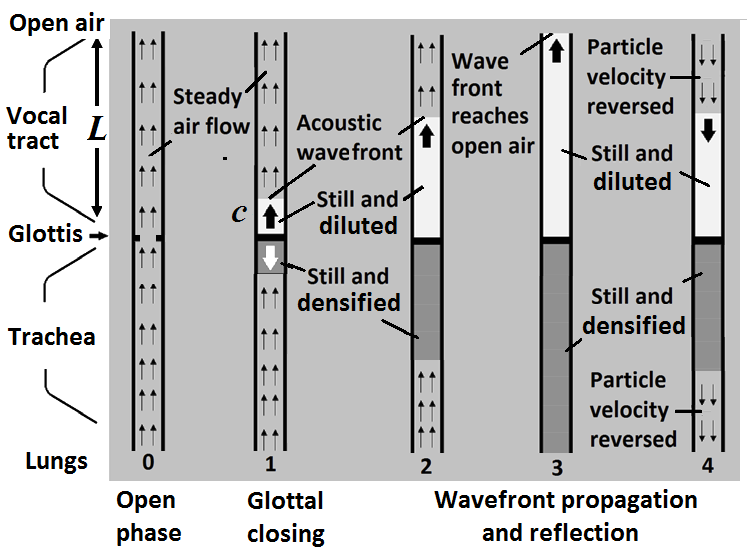 Open air
Vocal
tract
L
Glottis
Trachea
Lungs
Steady
air flow
Acoustic
wavefront
c
Still and
diluted
Still and
densified
Wave
front
reaches
open air
Particle
velocity
reversed
Still and
diluted
Still and
densified
Particle
velocity
reversed
0
1
2
3
4
Open
phase
Glottal
closing
Wavefront propagation
and reflection